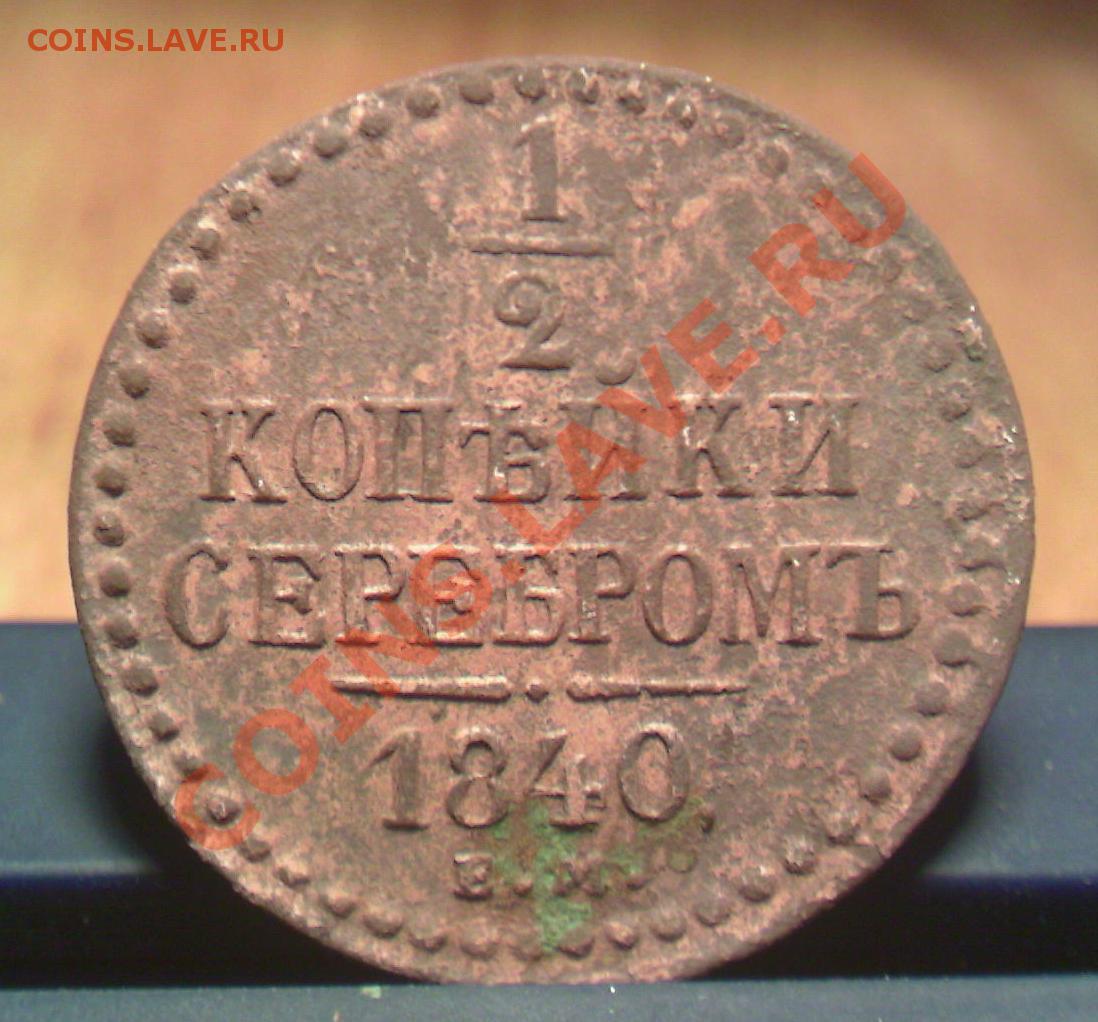 COINS.LAVE.RU
1
2
КОПѢЙКИ
СЕРЕБРОМЪ
1840
Е.М.
COINS.LAVE.RU